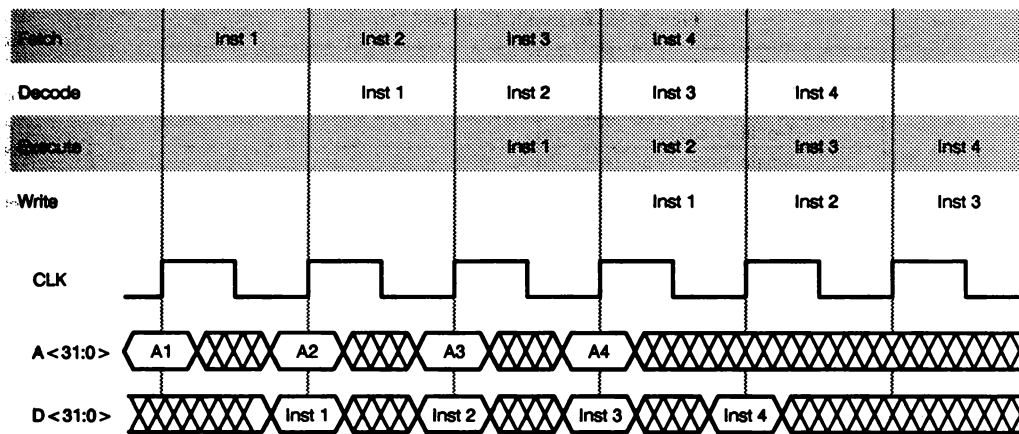 Fetch Inst 1 Inst 2 Inst 3 Inst 4
Decode Inst 1 Inst 2 Inst 3 Inst 4
Execute Inst 1 Inst 2 Inst 3 Inst 4
Write Inst 1 Inst 2 Inst 3
CLK
A<31:0> A1 A2 A3 A4
D<31:0> Inst 1 Inst 2 Inst 3 Inst 4